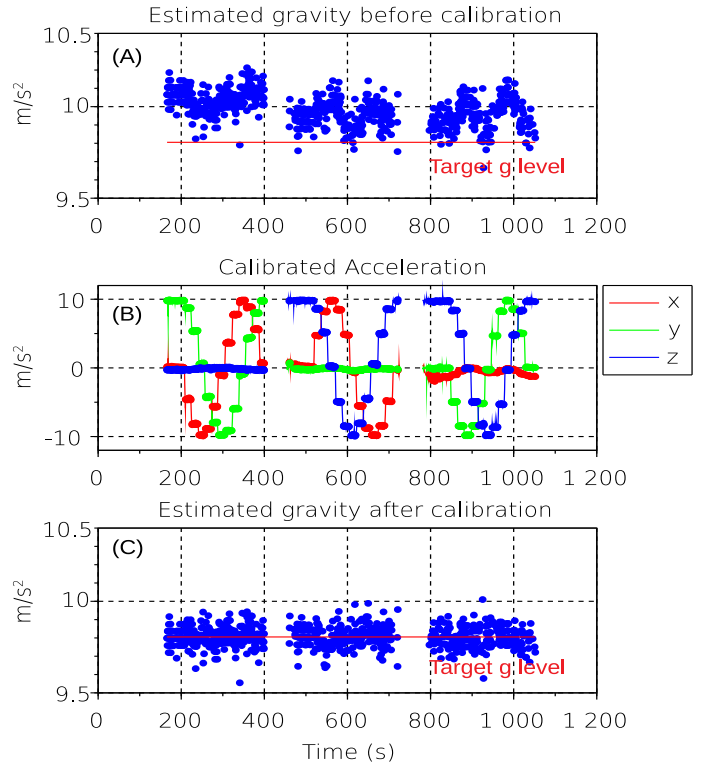 Estimated gravity before calibration
10.5
(A)
m/s²
10
Target g level
9.5
0 200 400 600 800 1 000 1 200
Calibrated Acceleration
10
(B)
m/s²
0
-10
x
y
z
0 200 400 600 800 1 000 1 200
Estimated gravity after calibration
10.5
(C)
m/s²
10
Target g level
9.5
0 200 400 600 800 1 000 1 200
Time (s)